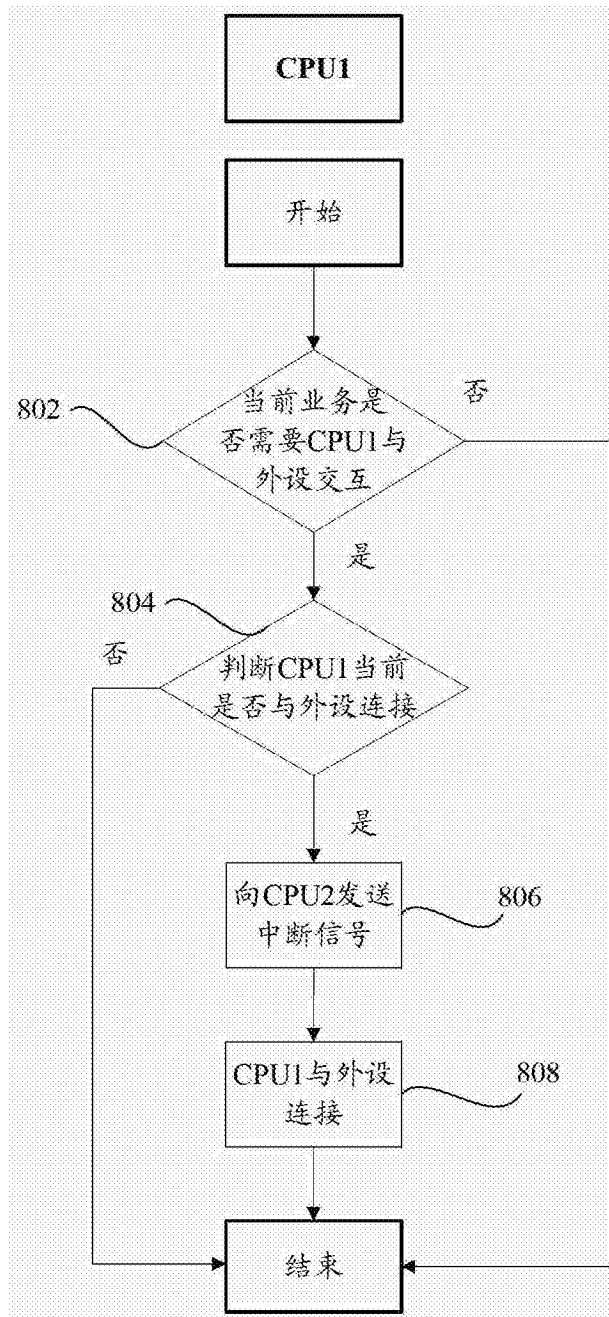 CPU1
开始
802
当前业务是
否需要CPU1与
外设交互
否
是
804
否
判断CPU1当前
是否与外设连接
是
向CPU2发送
中断信号
806
CPU1与外设
连接
808
结束